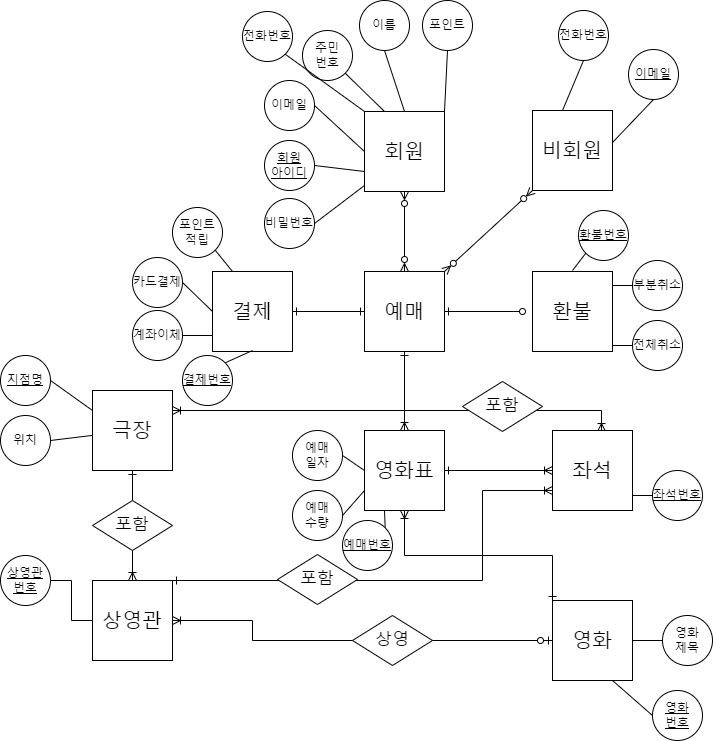 전화번호
주민
번호
이름
포인트
전화번호
이메일
이메일
회원
비회원
회원
아이디
비밀번호
포인트
적립
환불번호
카드결제
결제
예매
환불
부분취소
계좌이체
전체취소
결제번호
지점명
포함
극장
위치
예매
일자
영화표
좌석
예매
수량
좌석번호
포함
예매번호
상영관
번호
포함
상영관
상영
영화
영화
제목
영화
번호